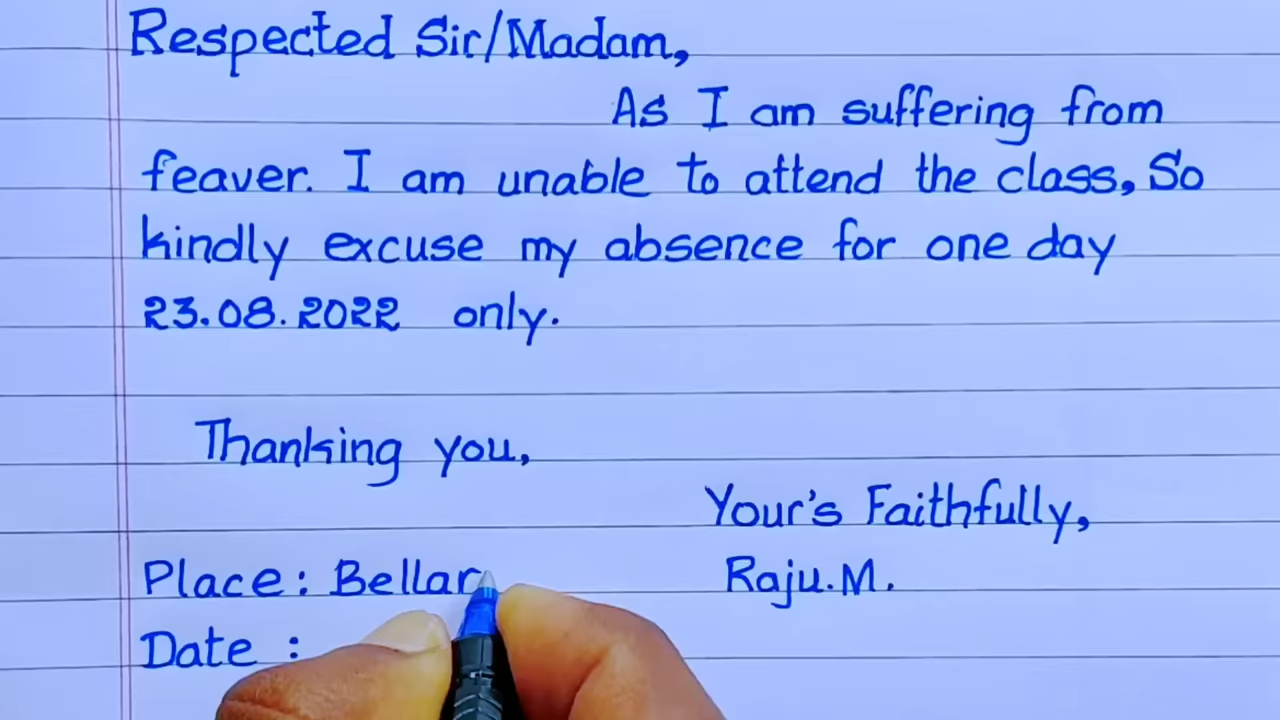 Respected Sir/Madam,
As I am suffering from
feaver. I am unable to attend the class, So
kindly excuse my absence for one day
23.08.2022 only.
Thanking you,
Your's Faithfully,
Place: Bellar
Raju.M.
Date :